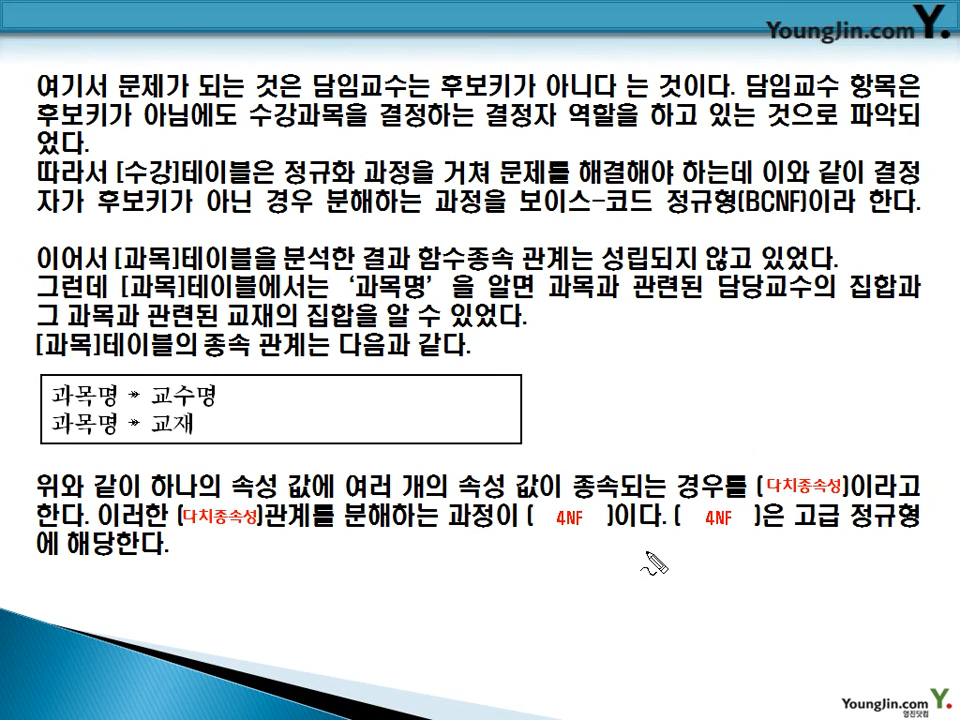 YoungJin.com Y.
여기서 문제가 되는 것은 담임교수는 후보키가 아니다 는 것이다. 담임교수 항목은
후보키가 아님에도 수강과목을 결정하는 결정자 역할을 하고 있는 것으로 파악되
었다.
따라서 [수강]테이블은 정규화 과정을 거쳐 문제를 해결해야 하는데 이와 같이 결정
자가 후보키가 아닌 경우 분해하는 과정을 보이스-코드 정규형(BCNF)이라 한다.
이어서 [과목]테이블을 분석한 결과 함수종속 관계는 성립되지 않고 있었다.
그런데 [과목]테이블에서는 ‘과목명’을 알면 과목과 관련된 담당교수의 집합과
그 과목과 관련된 교재의 집합을 알 수 있었다.
[과목]테이블의 종속 관계는 다음과 같다.
과목명 ↠ 교수명
과목명 ↠ 교재
위와 같이 하나의 속성 값에 여러 개의 속성 값이 종속되는 경우를 (다치종속성)이라고
한다. 이러한 (다치종속성)관계를 분해하는 과정이 ( 4NF )이다. ( 4NF )은 고급 정규형
에 해당한다.
YoungJin.com Y.
영진닷컴